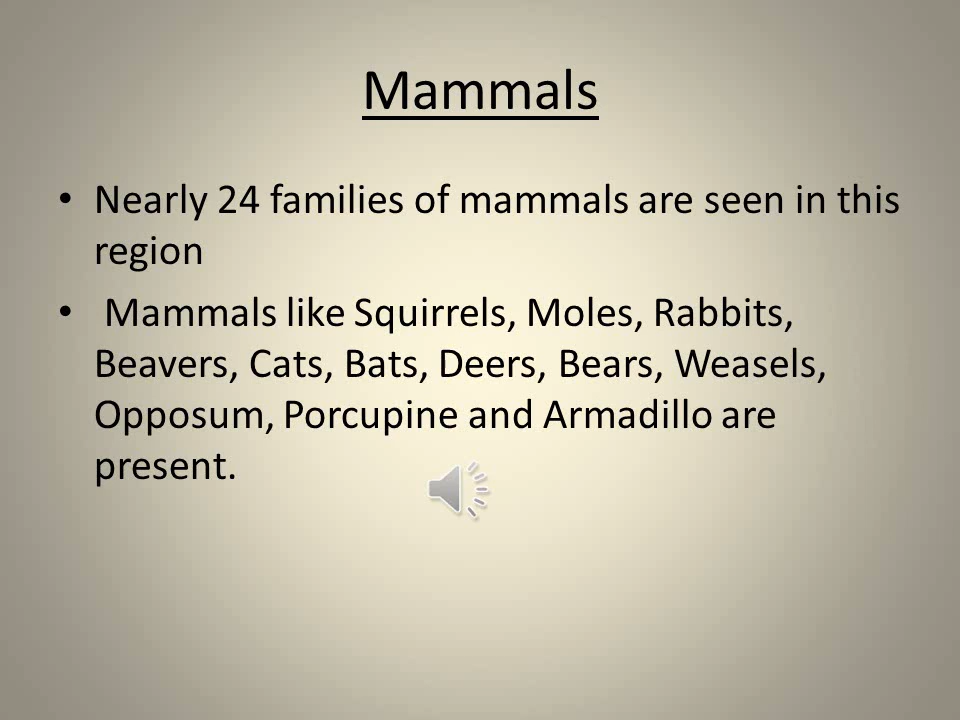 Mammals
• Nearly 24 families of mammals are seen in this
region
• Mammals like Squirrels, Moles, Rabbits,
Beavers, Cats, Bats, Deers, Bears, Weasels,
Opposum, Porcupine and Armadillo are
present.